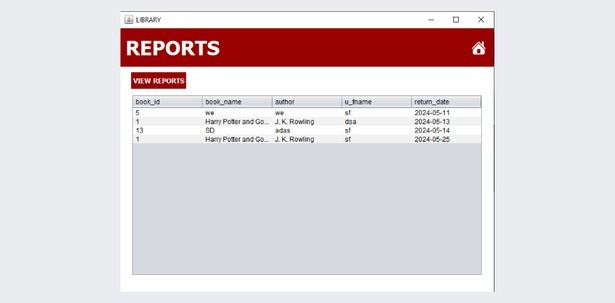 LIBRARY
REPORTS
VIEW REPORTS
book_id book_name author u_fname return_date
5 we we sf 2024-05-11
1 Harry Potter and Go... J. K. Rowling dsa 2024-05-13
13 SD adas sf 2024-05-14
1 Harry Potter and Go... J. K. Rowling sf 2024-05-25